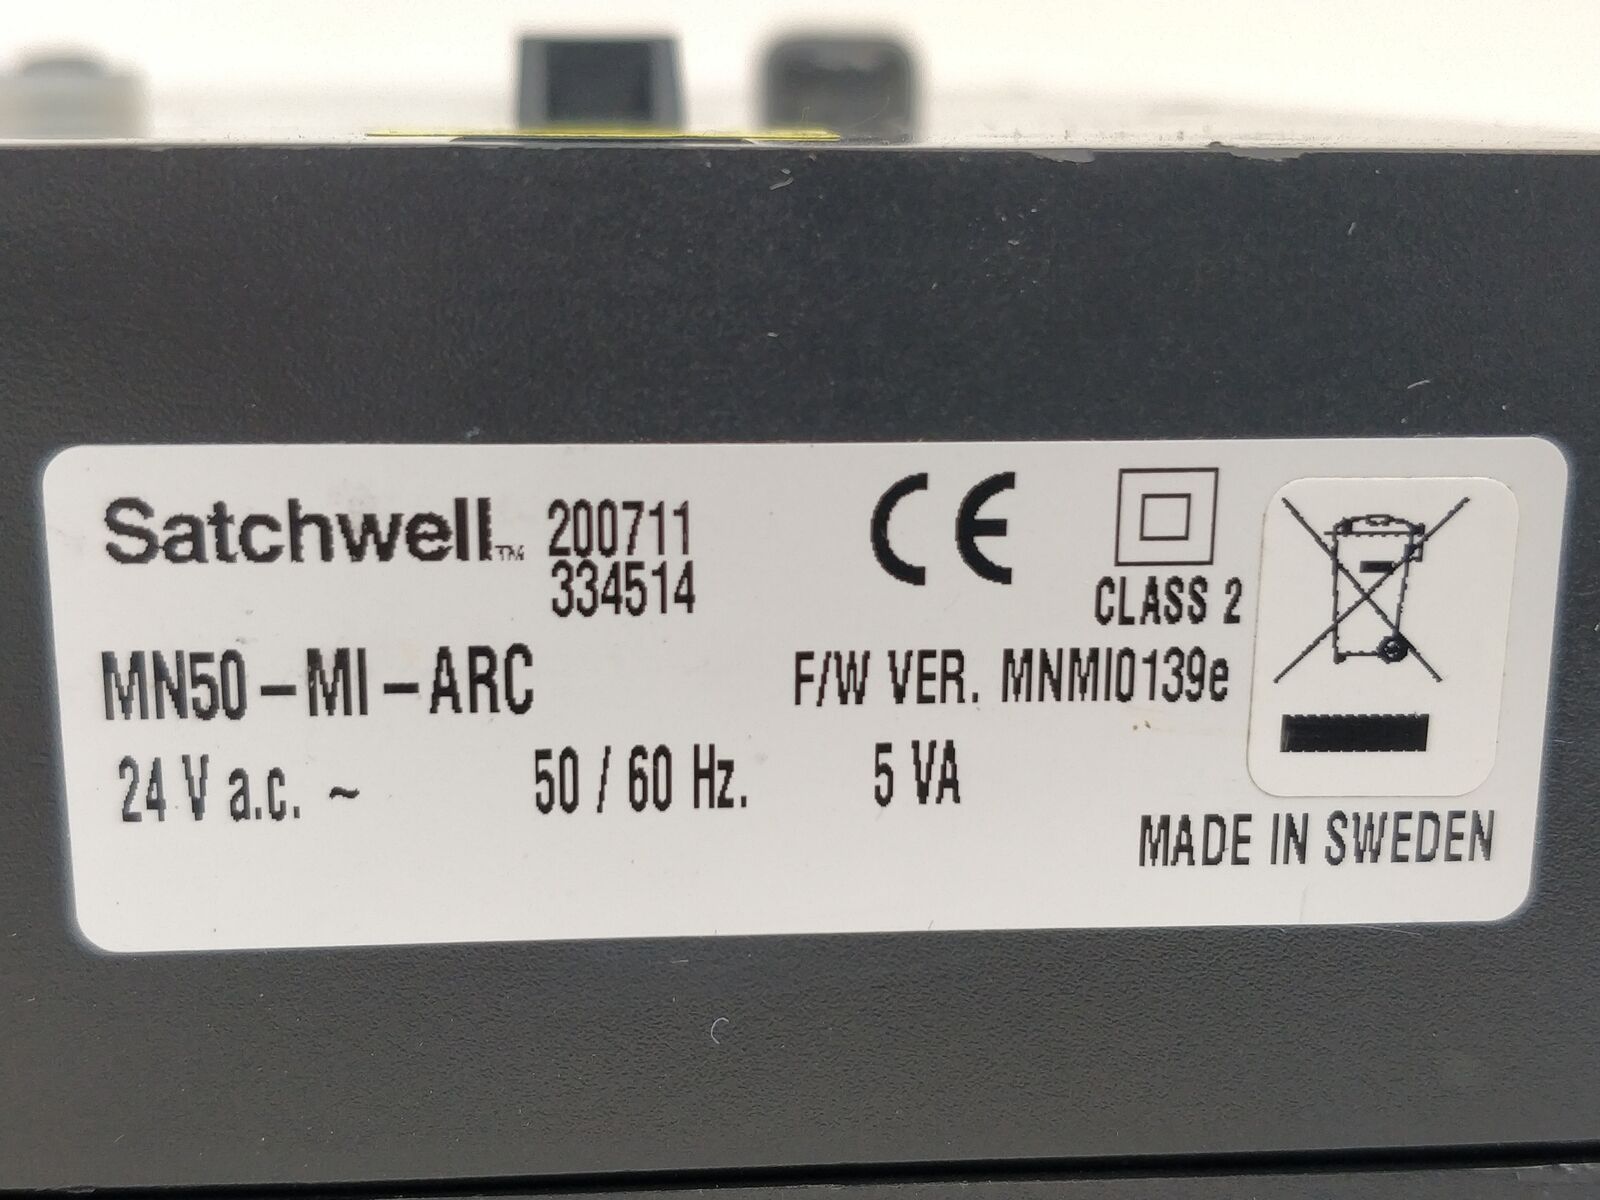 Satchwell™ 200711
334514
CE
CLASS 2
MN50-MI-ARC F/W VER. MNMI0139e
24 V a.c. ~ 50 / 60 Hz. 5 VA
MADE IN SWEDEN